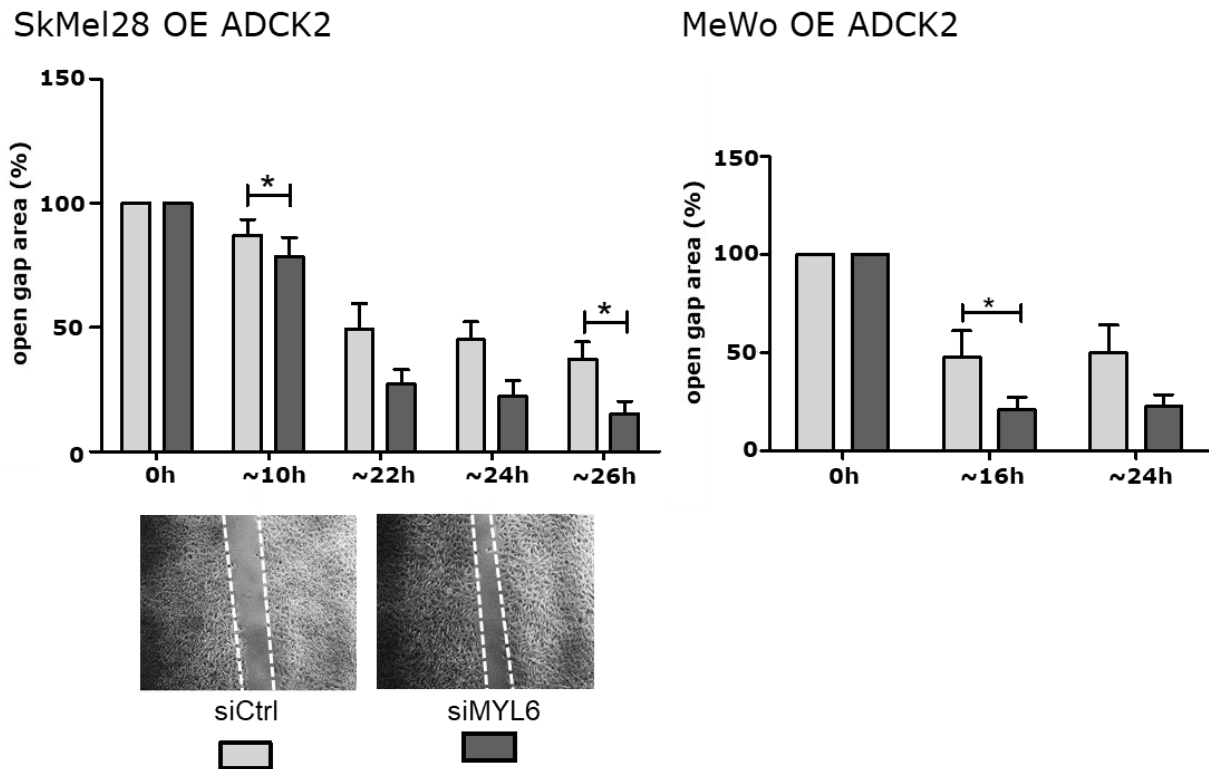 SkMel28 OE ADCK2
MeWo OE ADCK2
open gap area (%)
150
100
50
0
*
*
0h ~10h ~22h ~24h ~26h
open gap area (%)
150
100
50
0
*
0h ~16h ~24h
siCtrl siMYL6